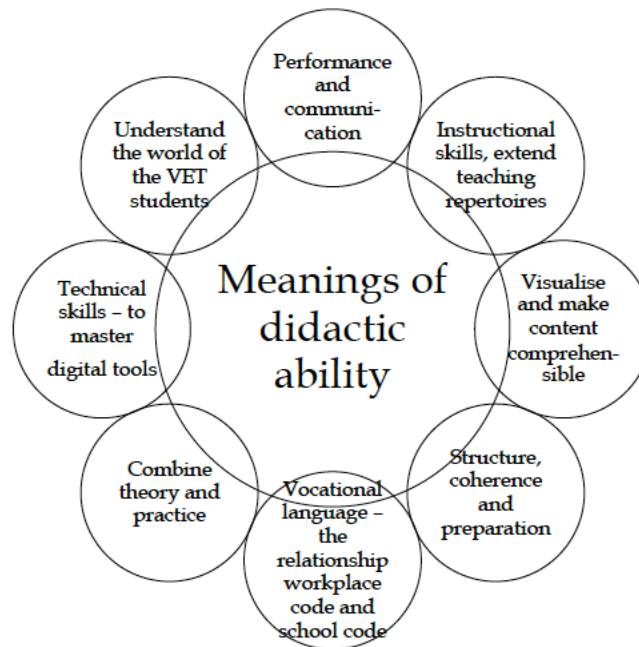 Meanings of
didactic
ability
Performance
and
communi-
cation
Instructional
skills, extend
teaching
repertoires
Visualise
and make
content
comprehen-
sible
Structure,
coherence
and
preparation
Vocational
language –
the
relationship
workplace
code and
school code
Combine
theory and
practice
Technical
skills – to
master
digital tools
Understand
the world of
the VET
students